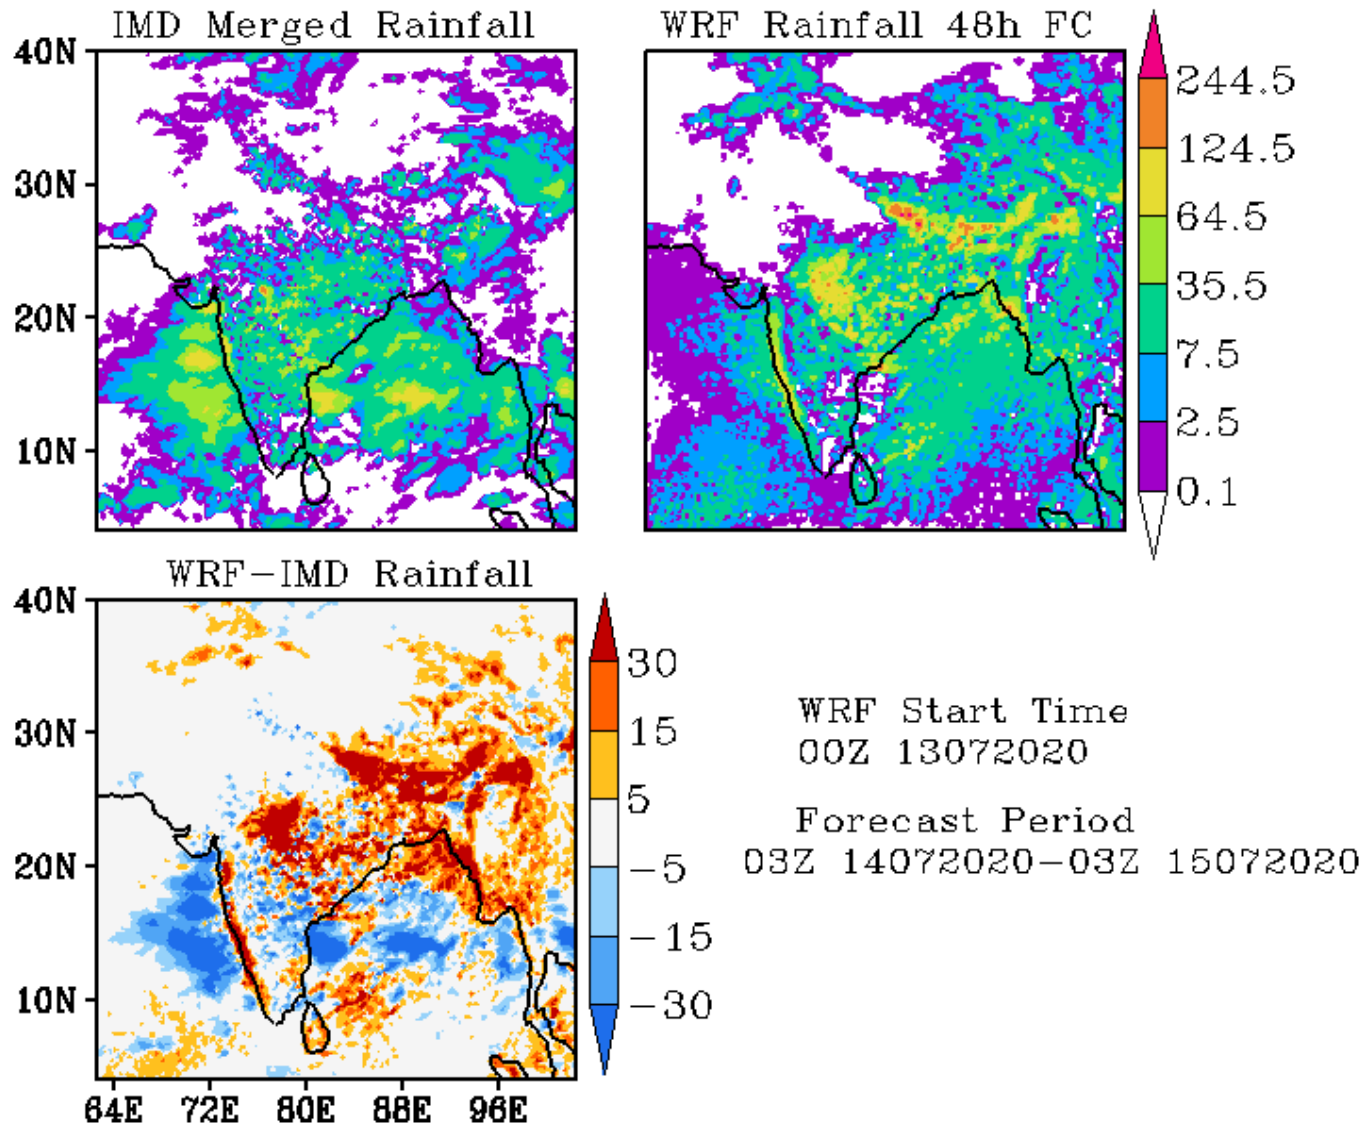 IMD Merged Rainfall
WRF Rainfall 48h FC
40N
30N
20N
10N
244.5
124.5
64.5
35.5
7.5
2.5
0.1
WRF-IMD Rainfall
40N
30N
20N
10N
64E 72E 80E 88E 96E
30
15
5
-5
-15
-30
WRF Start Time
00Z 13072020
Forecast Period
03Z 14072020-03Z 15072020